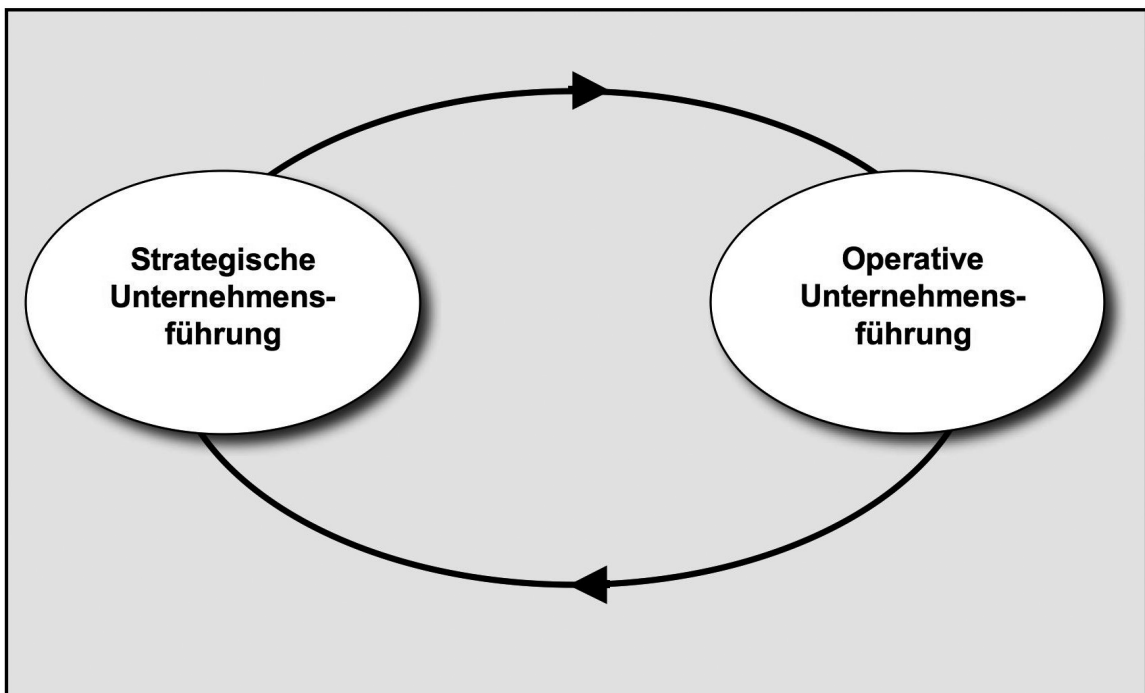 Strategische
Unternehmens-
führung
Operative
Unternehmens-
führung